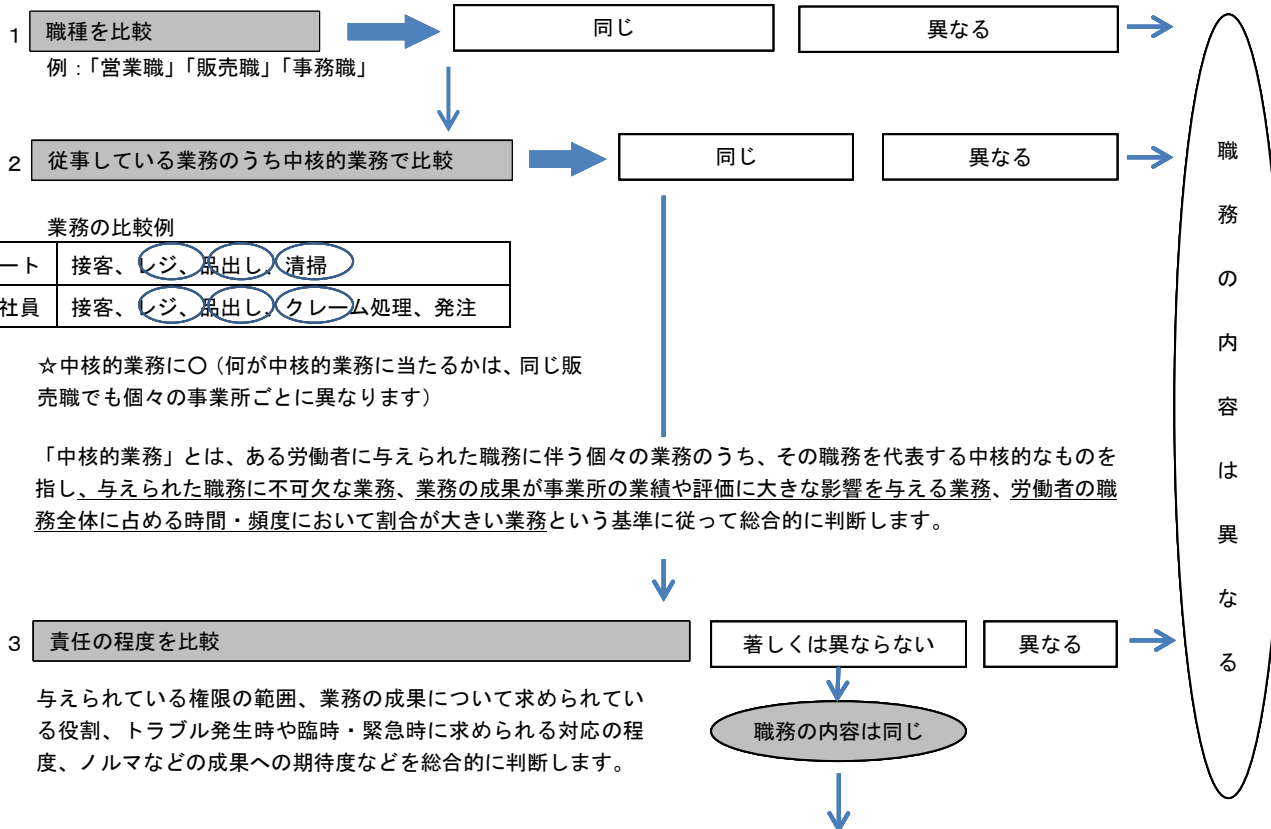 1 職種を比較 同じ 異なる
例：「営業職」「販売職」「事務職」
2 従事している業務のうち中核的業務で比較 同じ 異なる
業務の比較例
ート 接客、レジ、品出し、清掃
社員 接客、レジ、品出し、クレーム処理、発注
☆中核的業務に〇（何が中核的業務に当たるかは、同じ販
売職でも個々の事業所ごとに異なります）
「中核的業務」とは、ある労働者に与えられた職務に伴う個々の業務のうち、その職務を代表する中核的なものを
指し、与えられた職務に不可欠な業務、業務の成果が事業所の業績や評価に大きな影響を与える業務、労働者の職
務全体に占める時間・頻度において割合が大きい業務という基準に従って総合的に判断します。
3 責任の程度を比較 著しくは異ならない 異なる
与えられている権限の範囲、業務の成果について求められてい
る役割、トラブル発生時や臨時・緊急時に求められる対応の程
度、ノルマなどの成果への期待度などを総合的に判断します。
職務の内容は同じ
職務の内容は異なる